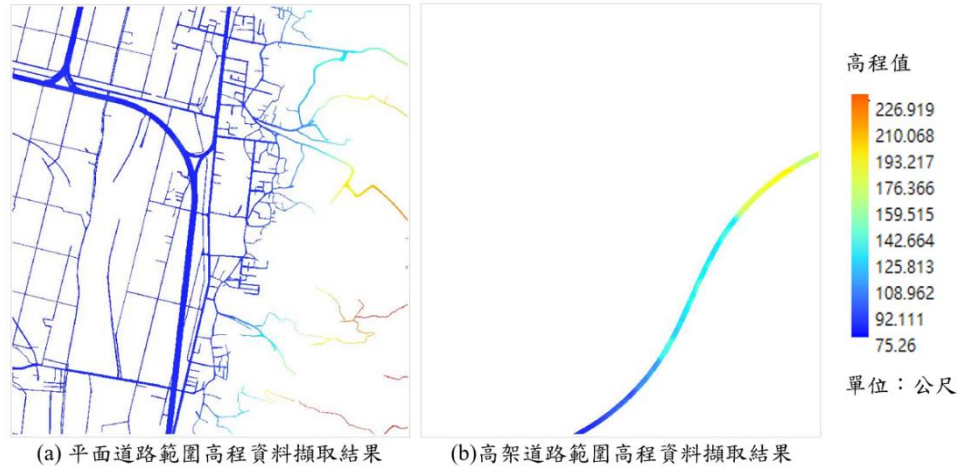 高程值
226.919
210.068
193.217
176.366
159.515
142.664
125.813
108.962
92.111
75.26
單位：公尺
(a) 平面道路範圍高程資料擷取結果
(b)高架道路範圍高程資料擷取結果